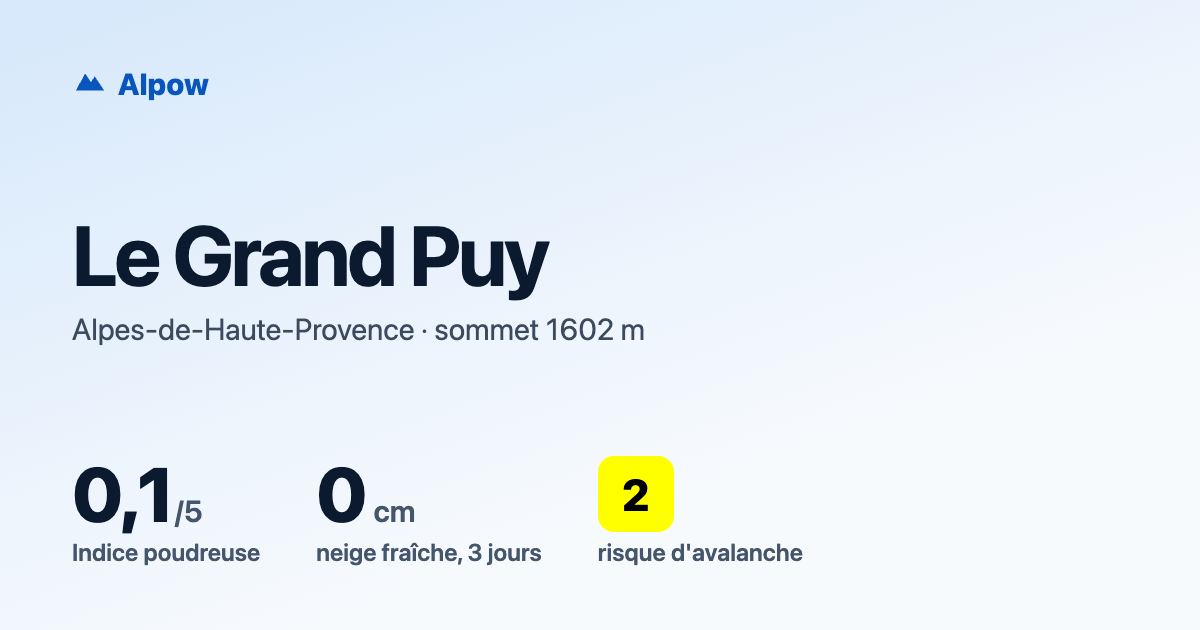 Alpow
Le Grand Puy
Alpes-de-Haute-Provence · sommet 1602 m
0,1/5
Indice poudreuse
0 cm
neige fraîche, 3 jours
2
risque d'avalanche